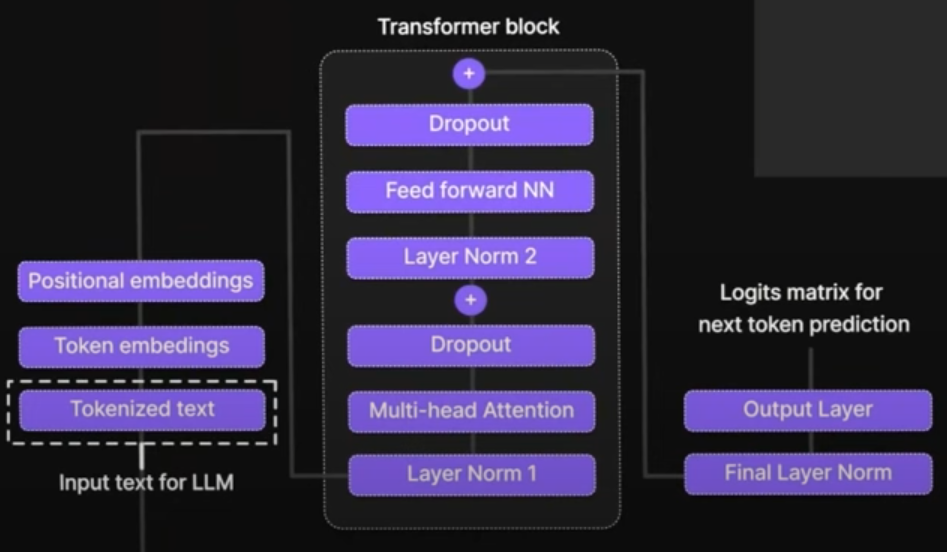 Transformer block
+
Dropout
Feed forward NN
Layer Norm 2
+
Dropout
Multi-head Attention
Layer Norm 1
Positional embeddings
Token embedings
Tokenized text
Input text for LLM
Logits matrix for
next token prediction
Output Layer
Final Layer Norm